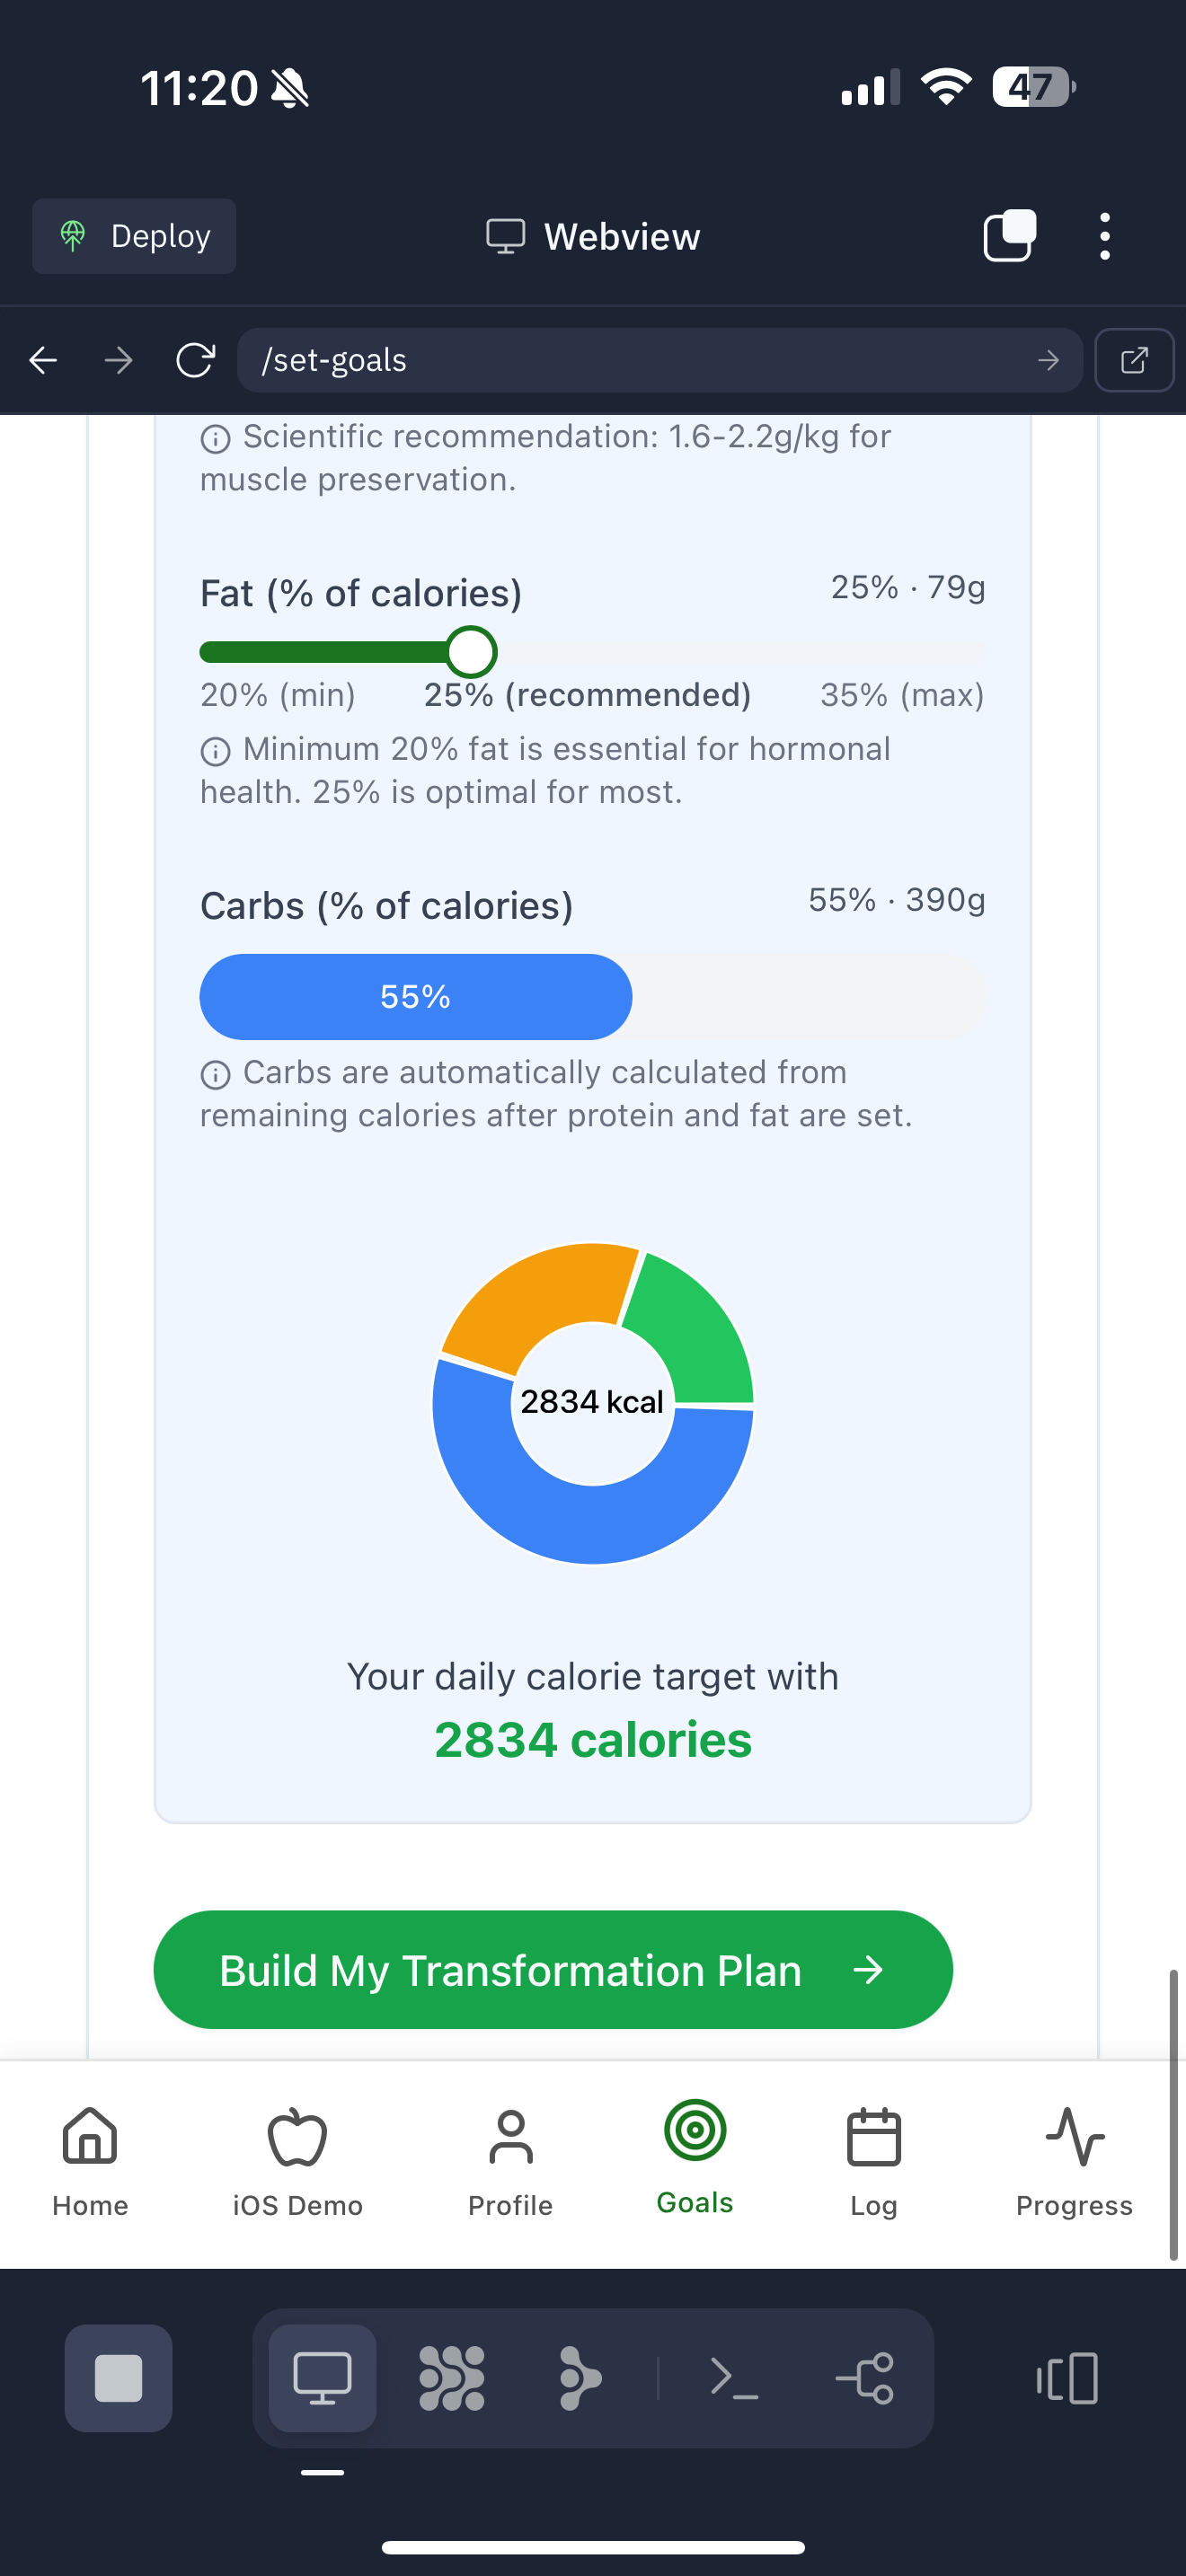 11:20
47
Deploy
Webview
/set-goals
Scientific recommendation: 1.6-2.2g/kg for
muscle preservation.
Fat (% of calories)
25% · 79g
20% (min)
25% (recommended)
35% (max)
Minimum 20% fat is essential for hormonal
health. 25% is optimal for most.
Carbs (% of calories)
55% · 390g
55%
Carbs are automatically calculated from
remaining calories after protein and fat are set.
2834 kcal
Your daily calorie target with
2834 calories
Build My Transformation Plan
Home
iOS Demo
Profile
Goals
Log
Progress